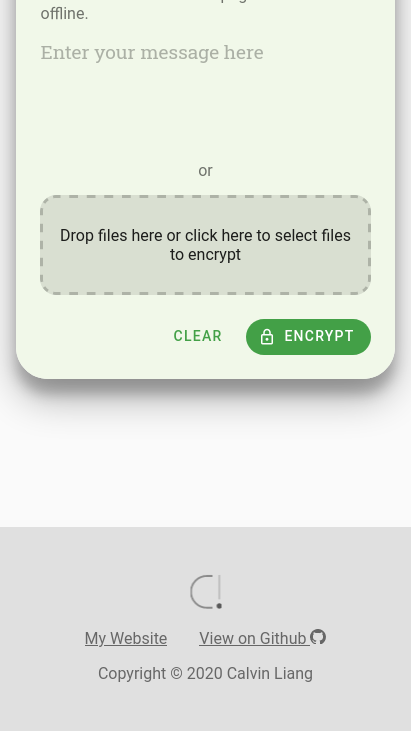 offline.
Enter your message here
or
Drop files here or click here to select files
to encrypt
CLEAR
ENCRYPT
My Website
View on Github
Copyright © 2020 Calvin Liang